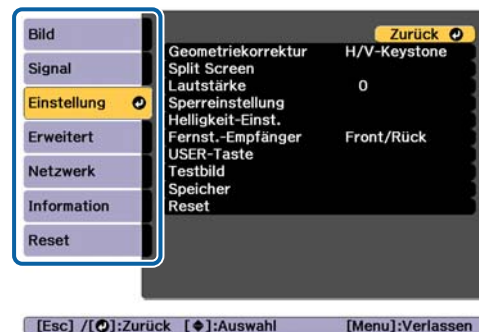 Bild
Signal
Einstellung
Erweitert
Netzwerk
Information
Reset
Zurück
Geometriekorrektur H/V-Keystone
Split Screen
Lautstärke 0
Sperreinstellung
Helligkeit-Einst.
Fernst.-Empfänger Front/Rück
USER-Taste
Testbild
Speicher
Reset
[Esc] /[⏎]:Zurück [◆]:Auswahl [Menu]:Verlassen